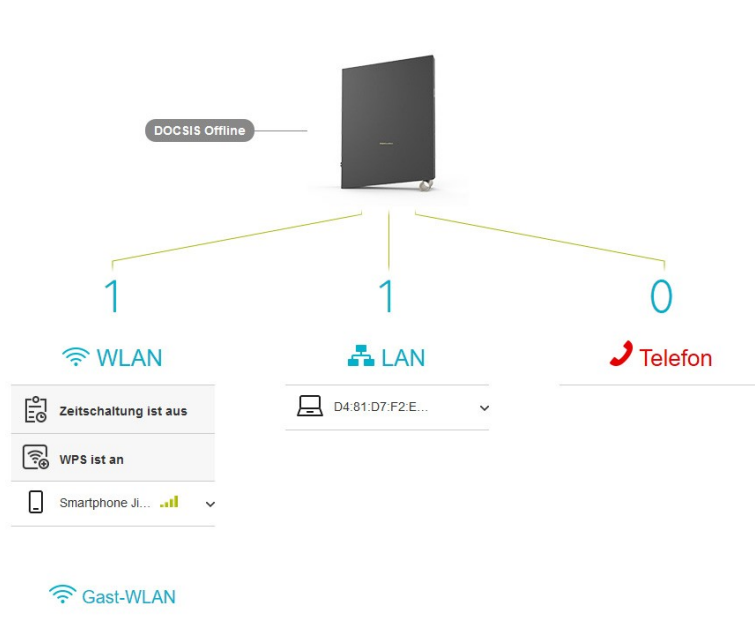 DOCSIS Offline
1
1
0
WLAN
LAN
Telefon
Zeitschaltung ist aus
D4:81:D7:F2:E...
WPS ist an
Smartphone Ji...
Gast-WLAN